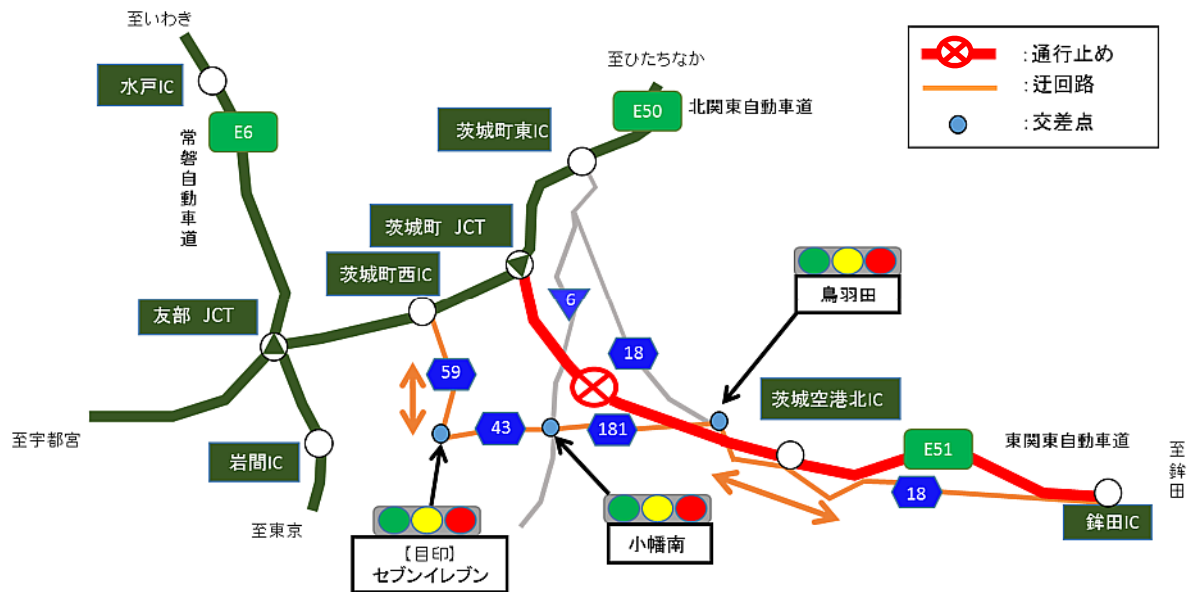 至いわき
水戸IC
E6
常磐自動車道
至ひたちなか
E50
北関東自動車道
茨城町東IC
:通行止め
:迂回路
:交差点
茨城町 JCT
茨城町西IC
友部 JCT
鳥羽田
6
18
59
43
181
茨城空港北IC
至宇都宮
岩間IC
至東京
E51
東関東自動車道
至鉾田
18
鉾田IC
【目印】
セブンイレブン
小幡南